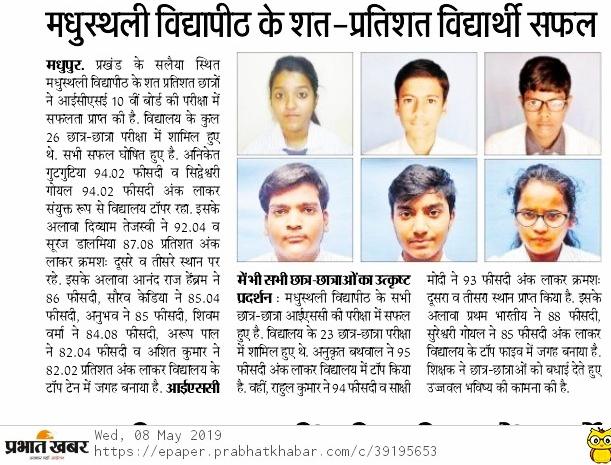 मधुस्थली विद्यापीठ के शत-प्रतिशत विद्यार्थी सफल
मधुपुर. प्रखंड के सलैया स्थित
मधुस्थली विद्यापीठ के शत प्रतिशत छात्रों
ने आईसीएसई 10 वीं बोर्ड की परीक्षा में
सफलता प्राप्त की है. विद्यालय के कुल
26 छात्र-छात्रा परीक्षा में शामिल हुए
थे. सभी सफल घोषित हुए है. अनिकेत
गुटगुटिया 94.02 फीसदी व सिद्धेश्वरी
गोयल 94.02 फीसदी अंक लाकर
संयुक्त रूप से विद्यालय टॉपर रहा. इसके
अलावा दिव्याम तेजस्वी ने 92.04 व
सूरज डालमिया 87.08 प्रतिशत अंक
लाकर क्रमशः दूसरे व तीसरे स्थान पर
रहे. इसके अलावा आनंद राज हेंब्रम ने
86 फीसदी, सौरव केडिया ने 85.04
फीसदी, अनुभव ने 85 फीसदी, शिवम
वर्मा ने 84.08 फीसदी, अरूप पाल
ने 82.04 फीसदी व अशित कुमार ने
82.02 प्रतिशत अंक लाकर विद्यालय के
टॉप टेन में जगह बनाया है. आईएससी
में भी सभी छात्र-छात्राओं का उत्कृष्ट
प्रदर्शन : मधुस्थली विद्यापीठ के सभी
छात्र-छात्रा आईएससी की परीक्षा में सफल
हुए है. विद्यालय के 23 छात्र-छात्रा परीक्षा
में शामिल हुए थे. अनुकृत बथवाल ने 95
फीसदी अंक लाकर विद्यालय में टॉप किया
है. वहीं, राहुल कुमार ने 94 फीसदी व साक्षी
मोदी ने 93 फीसदी अंक लाकर क्रमशः
दूसरा व तीसरा स्थान प्राप्त किया है. इसके
अलावा प्रथम भारतीय ने 88 फीसदी,
सुरेश्वरी गोयल ने 85 फीसदी अंक लाकर
विद्यालय के टॉप फाइव में जगह बनाया है.
शिक्षक ने छात्र-छात्राओं को बधाई देते हुए
उज्जवल भविष्य की कामना की है.
प्रभात खबर
Wed, 08 May 2019
https://epaper.prabhatkhabar.com/c/39195653